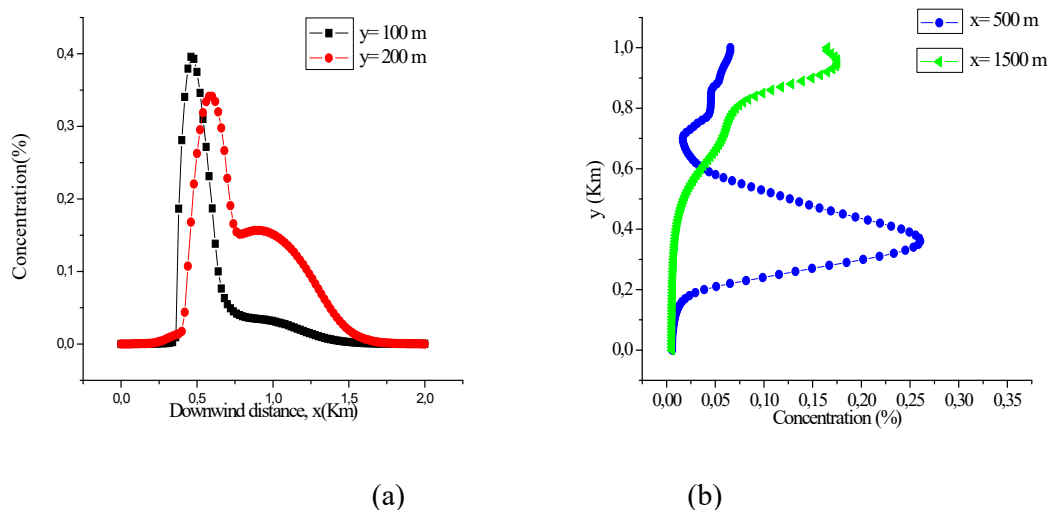 y= 100 m
y= 200 m
0,4
0,3
0,2
0,1
0,0
Concentration(%)
0,0 0,5 1,0 1,5 2,0
Downwind distance, x(Km)
(a)
x= 500 m
x= 1500 m
1,0
0,8
0,6
0,4
0,2
0,0
y (Km)
0,00 0,05 0,10 0,15 0,20 0,25 0,30 0,35
Concentration (%)
(b)